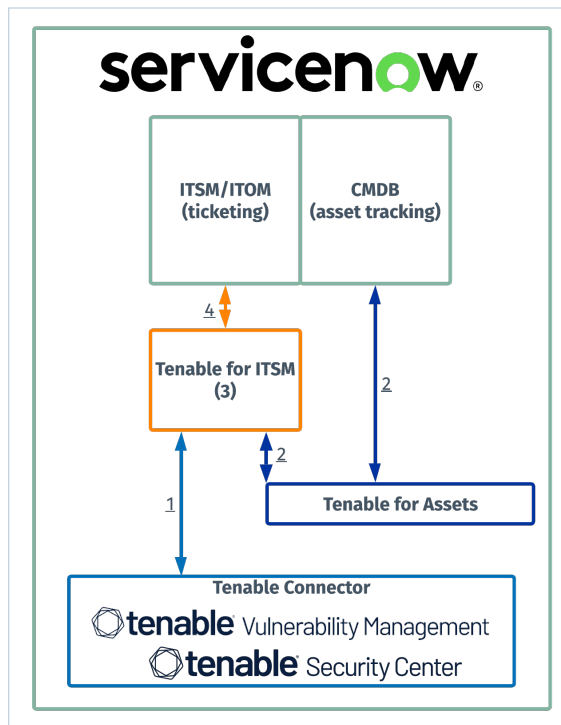 servicenow®
ITSM/ITOM
(ticketing)
CMDB
(asset tracking)
4
Tenable for ITSM
(3)
2
2
Tenable for Assets
1
Tenable Connector
tenable® Vulnerability Management
tenable® Security Center